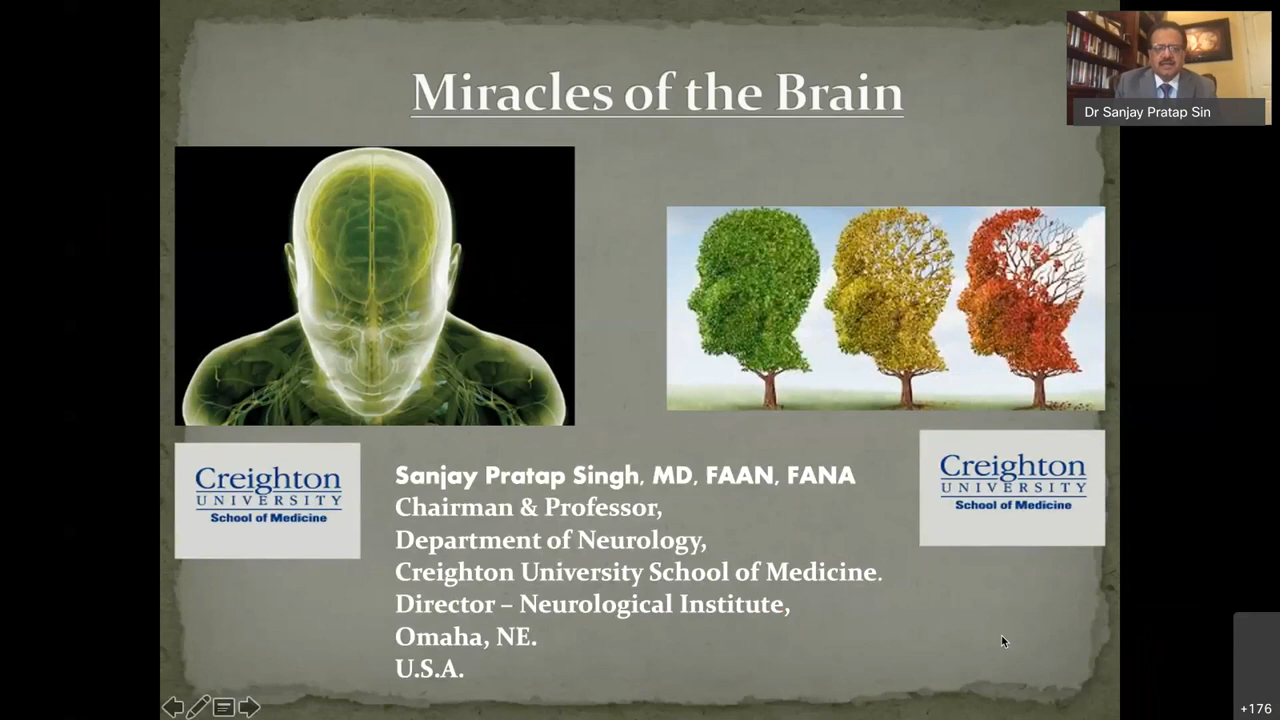 Miracles of the Brain
Dr Sanjay Pratap Sin
Creighton
UNIVERSITY
School of Medicine
Sanjay Pratap Singh, MD, FAAN, FANA
Chairman & Professor,
Department of Neurology,
Creighton University School of Medicine.
Director – Neurological Institute,
Omaha, NE.
U.S.A.
Creighton
UNIVERSITY
School of Medicine
+176